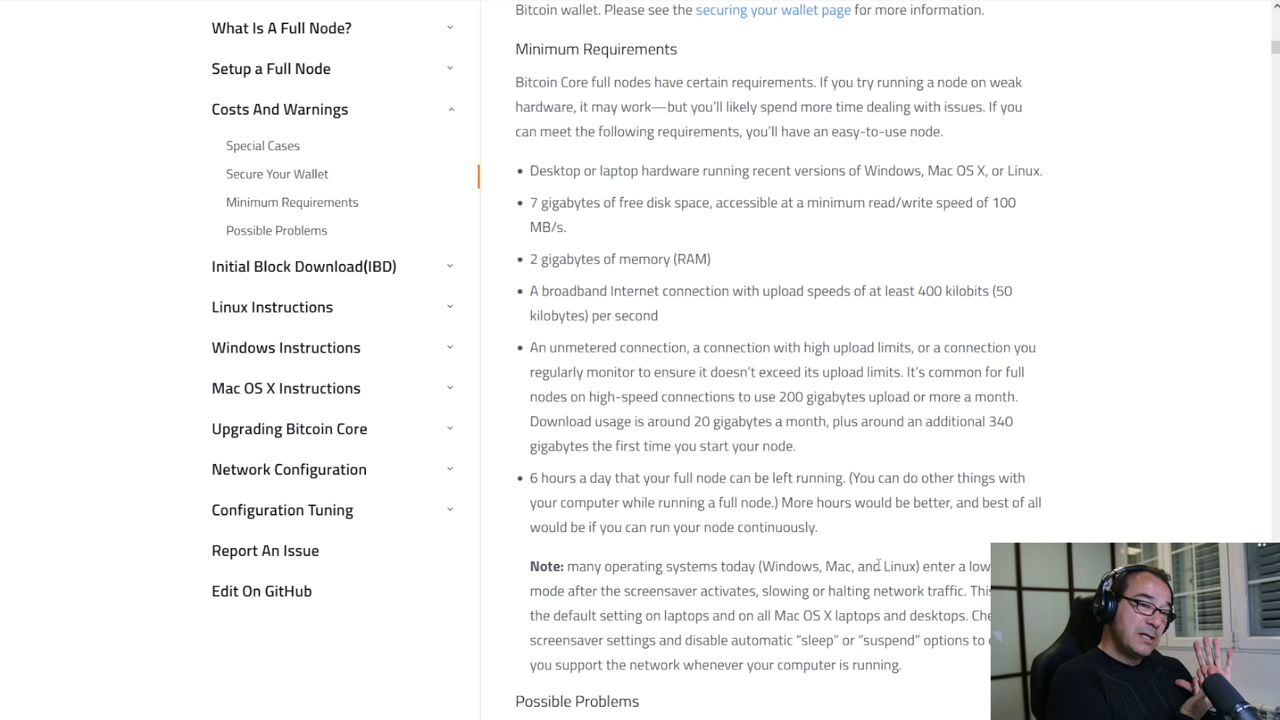 What Is A Full Node?
Setup a Full Node
Costs And Warnings
Special Cases
Secure Your Wallet
Minimum Requirements
Possible Problems
Initial Block Download(IBD)
Linux Instructions
Windows Instructions
Mac OS X Instructions
Upgrading Bitcoin Core
Network Configuration
Configuration Tuning
Report An Issue
Edit On GitHub
Bitcoin wallet. Please see the securing your wallet page for more information.
Minimum Requirements
Bitcoin Core full nodes have certain requirements. If you try running a node on weak
hardware, it may work—but you’ll likely spend more time dealing with issues. If you
can meet the following requirements, you’ll have an easy-to-use node.
• Desktop or laptop hardware running recent versions of Windows, Mac OS X, or Linux.
• 7 gigabytes of free disk space, accessible at a minimum read/write speed of 100
MB/s.
• 2 gigabytes of memory (RAM)
• A broadband Internet connection with upload speeds of at least 400 kilobits (50
kilobytes) per second
• An unmetered connection, a connection with high upload limits, or a connection you
regularly monitor to ensure it doesn’t exceed its upload limits. It’s common for full
nodes on high-speed connections to use 200 gigabytes upload or more a month.
Download usage is around 20 gigabytes a month, plus around an additional 340
gigabytes the first time you start your node.
• 6 hours a day that your full node can be left running. (You can do other things with
your computer while running a full node.) More hours would be better, and best of all
would be if you can run your node continuously.
Note: many operating systems today (Windows, Mac, and Linux) enter a low
mode after the screensaver activates, slowing or halting network traffic. This
the default setting on laptops and on all Mac OS X laptops and desktops.
screensaver settings and disable automatic “sleep” or “suspend” options to
you support the network whenever your computer is running.
Possible Problems